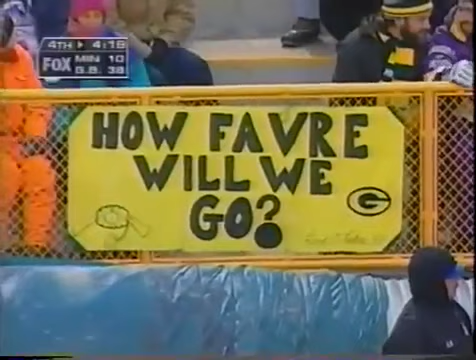 4TH ▶ 4:18
FOX MIN 10
G.B. 38
HOW FAVRE
WILL WE
GO?
G